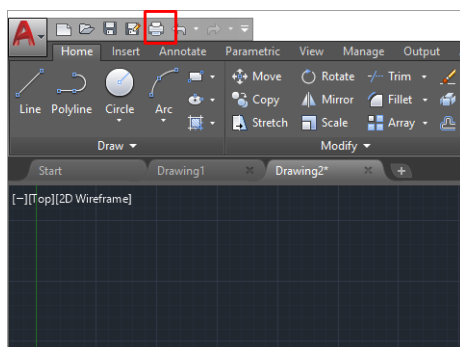 A
Home Insert Annotate Parametric View Manage Output
Line Polyline Circle Arc
Move Rotate Trim
Copy Mirror Fillet
Stretch Scale Array
Draw Modify
Start Drawing1 Drawing2*
[−][Top][2D Wireframe]